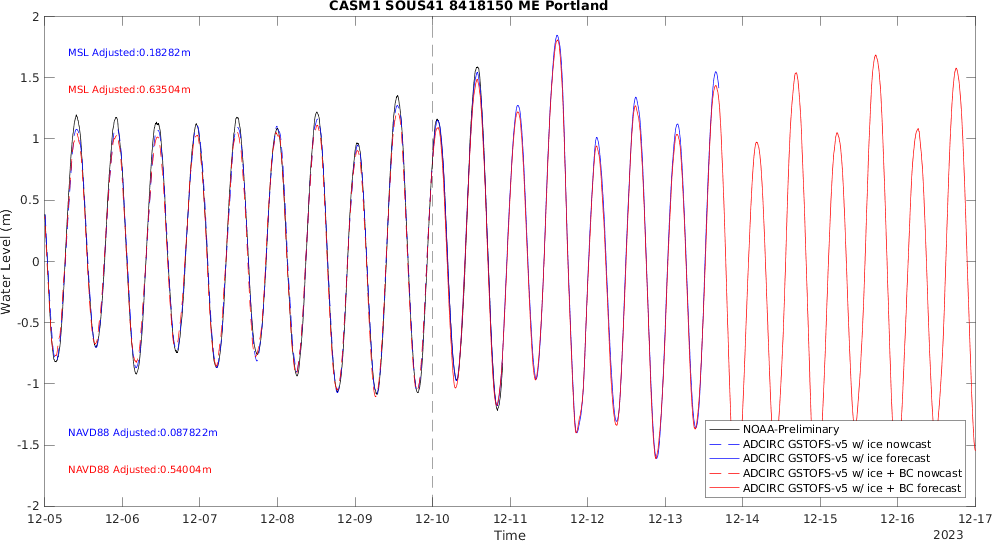 CASM1 SOUS41 8418150 ME Portland
2
1.5
1
0.5
0
-0.5
-1
-1.5
-2
Water Level (m)
MSL Adjusted:0.18282m
MSL Adjusted:0.63504m
NAVD88 Adjusted:0.087822m
NAVD88 Adjusted:0.54004m
NOAA-Preliminary
ADCIRC GSTOFS-v5 w/ ice nowcast
ADCIRC GSTOFS-v5 w/ ice forecast
ADCIRC GSTOFS-v5 w/ ice + BC nowcast
ADCIRC GSTOFS-v5 w/ ice + BC forecast
12-05 12-06 12-07 12-08 12-09 12-10 12-11 12-12 12-13 12-14 12-15 12-16 12-17
Time
2023